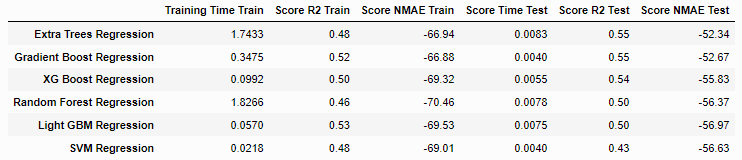 Training Time Train Score R2 Train Score NMAE Train Score Time Test Score R2 Test Score NMAE Test
Extra Trees Regression 1.7433 0.48 -66.94 0.0083 0.55 -52.34
Gradient Boost Regression 0.3475 0.52 -66.88 0.0040 0.55 -52.67
XG Boost Regression 0.0992 0.50 -69.32 0.0055 0.54 -55.83
Random Forest Regression 1.8266 0.46 -70.46 0.0078 0.50 -56.37
Light GBM Regression 0.0570 0.53 -69.53 0.0075 0.50 -56.97
SVM Regression 0.0218 0.48 -69.01 0.0040 0.43 -56.63